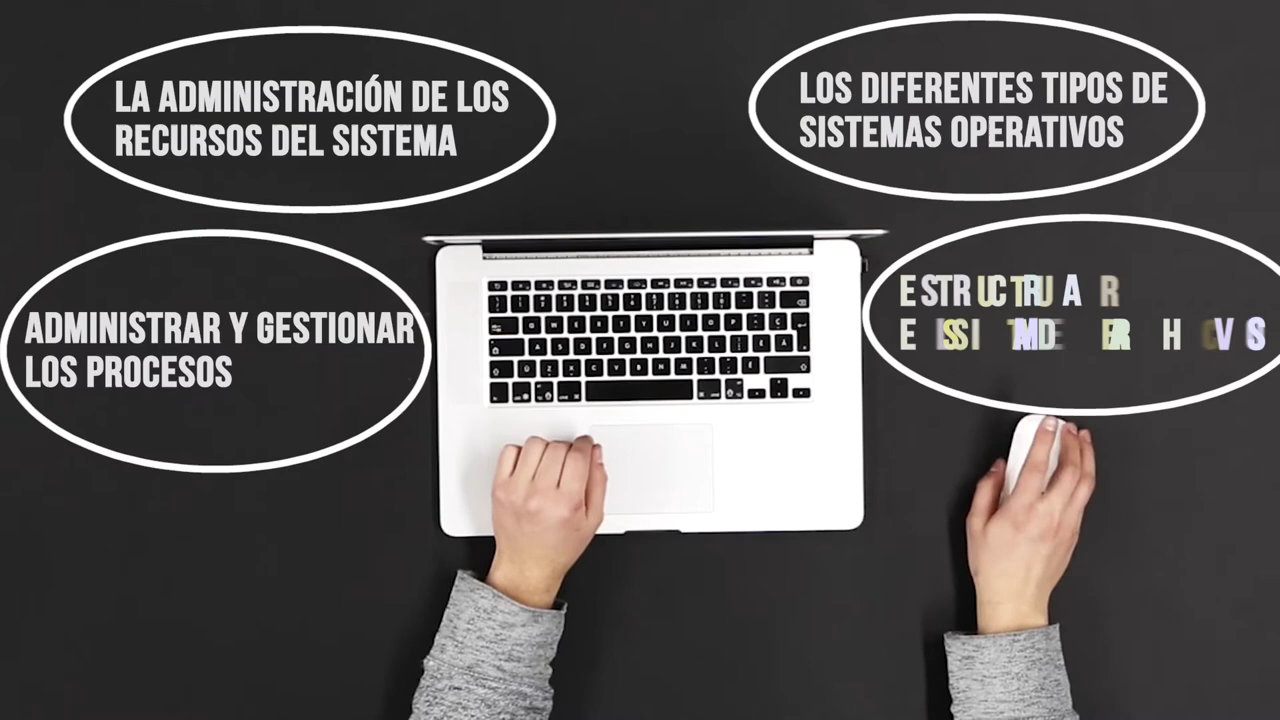 LA ADMINISTRACIÓN DE LOS
RECURSOS DEL SISTEMA
LOS DIFERENTES TIPOS DE
SISTEMAS OPERATIVOS
ADMINISTRAR Y GESTIONAR
LOS PROCESOS